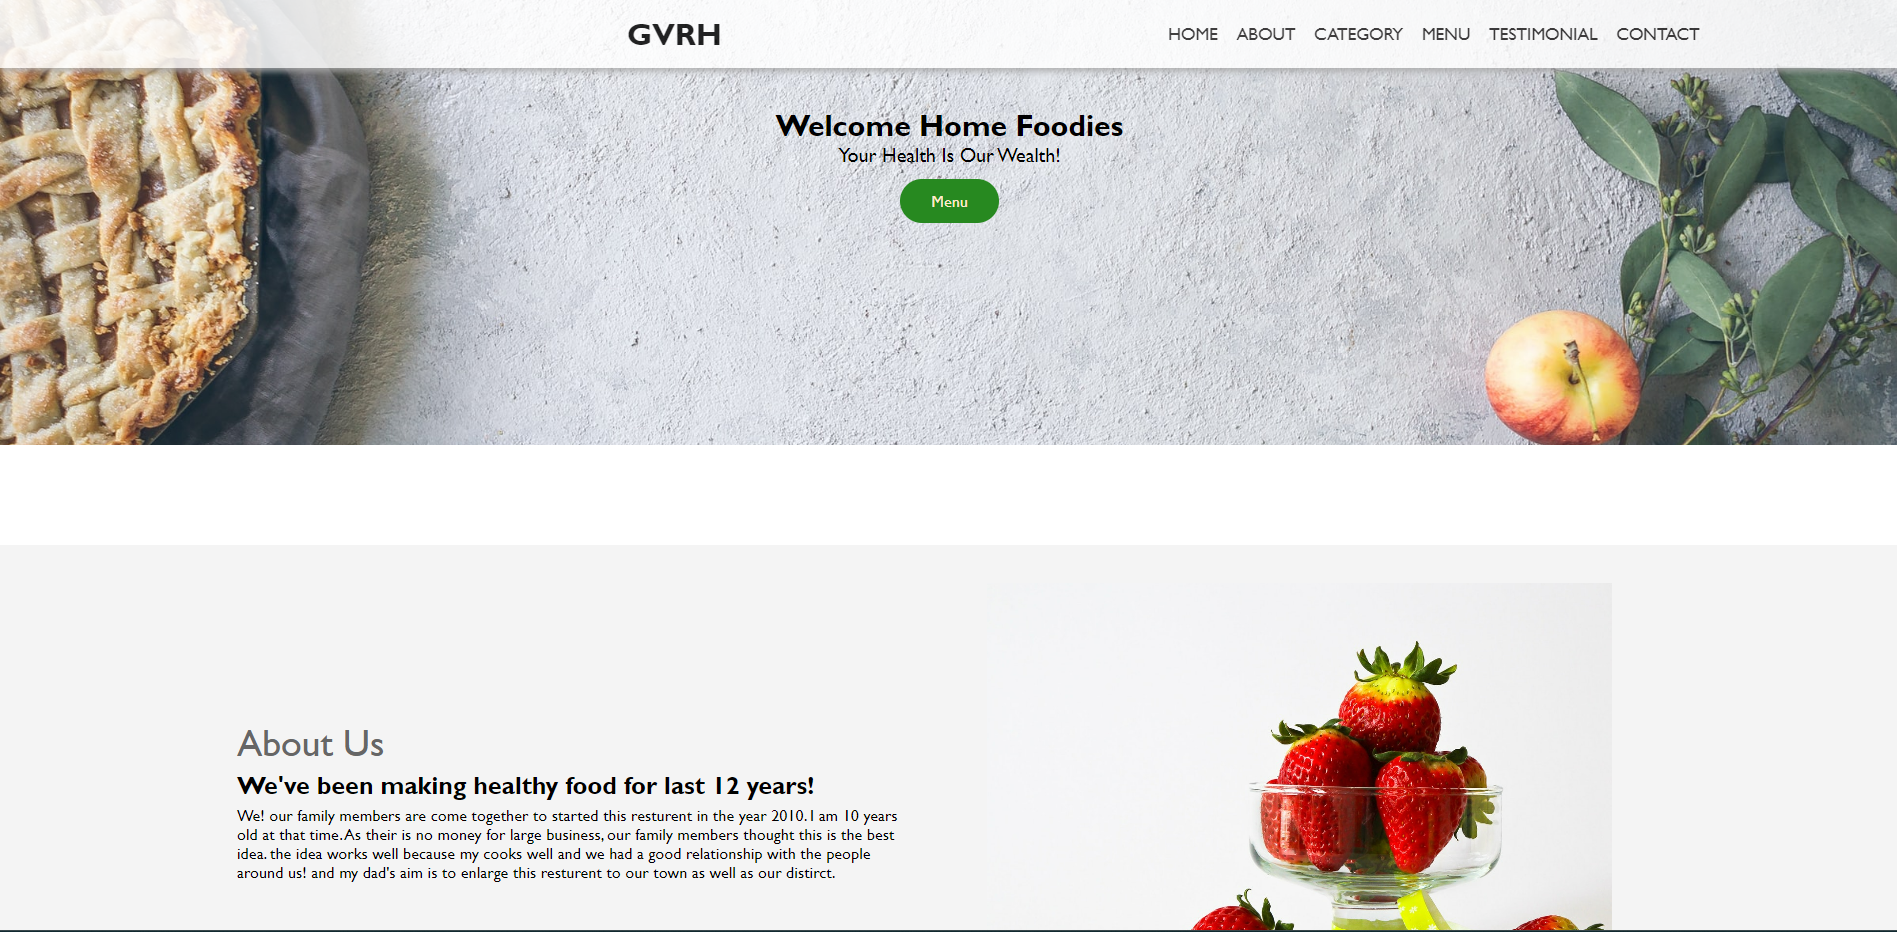 GVRH
HOME ABOUT CATEGORY MENU TESTIMONIAL CONTACT
Welcome Home Foodies
Your Health Is Our Wealth!
Menu
About Us
We've been making healthy food for last 12 years!
We! our family members are come together to started this resturent in the year 2010. I am 10 years
old at that time. As their is no money for large business, our family members thought this is the best
idea. the idea works well because my cooks well and we had a good relationship with the people
around us! and my dad's aim is to enlarge this resturent to our town as well as our distirct.